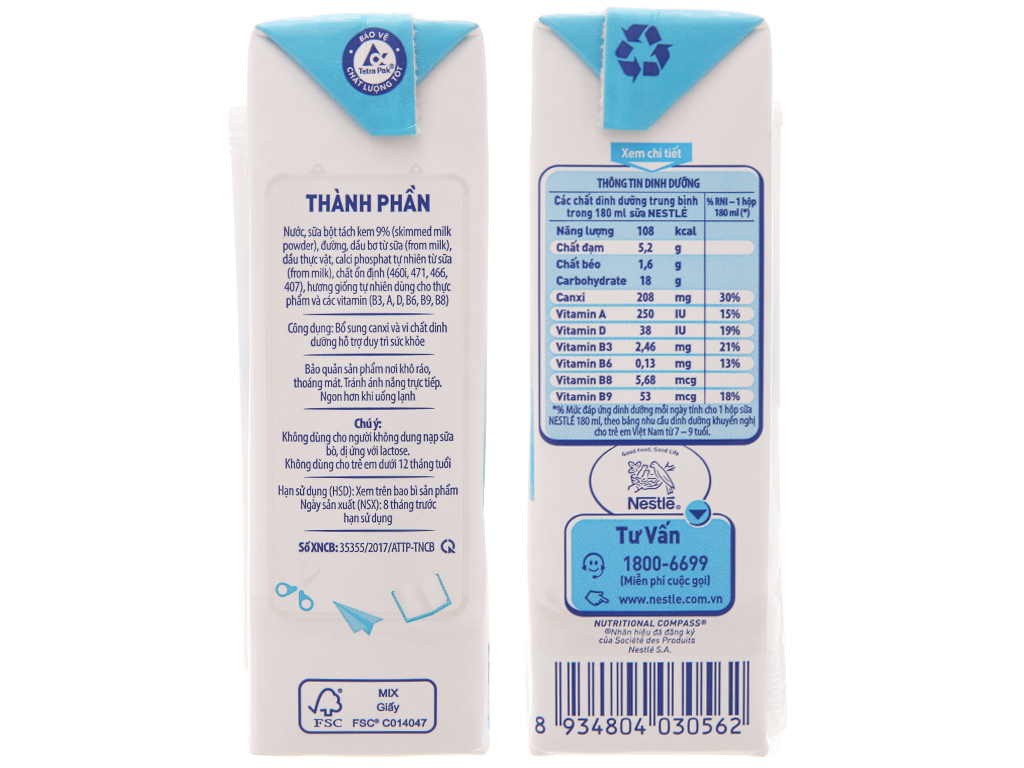 BẢO VỆ
Tetra Pak®
CHẤT LƯỢNG TỐT
THÀNH PHẦN
Nước, sữa bột tách kem 9% (skimmed milk
powder), đường, dầu bơ từ sữa (from milk),
dầu thực vật, calci phosphat tự nhiên từ sữa
(from milk), chất ổn định (460i, 471, 466,
407), hương giống tự nhiên dùng cho thực
phẩm và các vitamin (B3, A, D, B6, B9, B8)
Công dụng: Bổ sung canxi và vi chất dinh
dưỡng hỗ trợ duy trì sức khỏe
Bảo quản sản phẩm nơi khô ráo,
thoáng mát. Tránh ánh nắng trực tiếp.
Ngon hơn khi uống lạnh
Chú ý:
Không dùng cho người không dung nạp sữa
bò, dị ứng với lactose.
Không dùng cho trẻ em dưới 12 tháng tuổi
Hạn sử dụng (HSD): Xem trên bao bì sản phẩm
Ngày sản xuất (NSX): 8 tháng trước
hạn sử dụng
Số XNCB: 35355/2017/ATTP-TNCB
FSC
MIX
Giấy
FSC® C014047
Xem chi tiết
THÔNG TIN DINH DƯỠNG
Các chất dinh dưỡng trung bình % RNI – 1 hộp
trong 180 ml sữa NESTLÉ 180 ml (*)
Năng lượng 108 kcal
Chất đạm 5,2 g
Chất béo 1,6 g
Carbohydrate 18 g
Canxi 208 mg 30%
Vitamin A 250 IU 15%
Vitamin D 38 IU 19%
Vitamin B3 2,46 mg 21%
Vitamin B6 0,13 mg 13%
Vitamin B8 5,68 mcg
Vitamin B9 53 mcg 18%
*% Mức đáp ứng dinh dưỡng mỗi ngày tính cho 1 hộp sữa
NESTLÉ 180 ml, theo bảng nhu cầu dinh dưỡng khuyến nghị
cho trẻ em Việt Nam từ 7 – 9 tuổi.
Good Food, Good Life
Nestlé®
Tư Vấn
1800-6699
(Miễn phí cuộc gọi)
www.nestle.com.vn
NUTRITIONAL COMPASS®
®Nhãn hiệu đã đăng ký
của Société des Produits
Nestlé S.A.
8 934804 030562